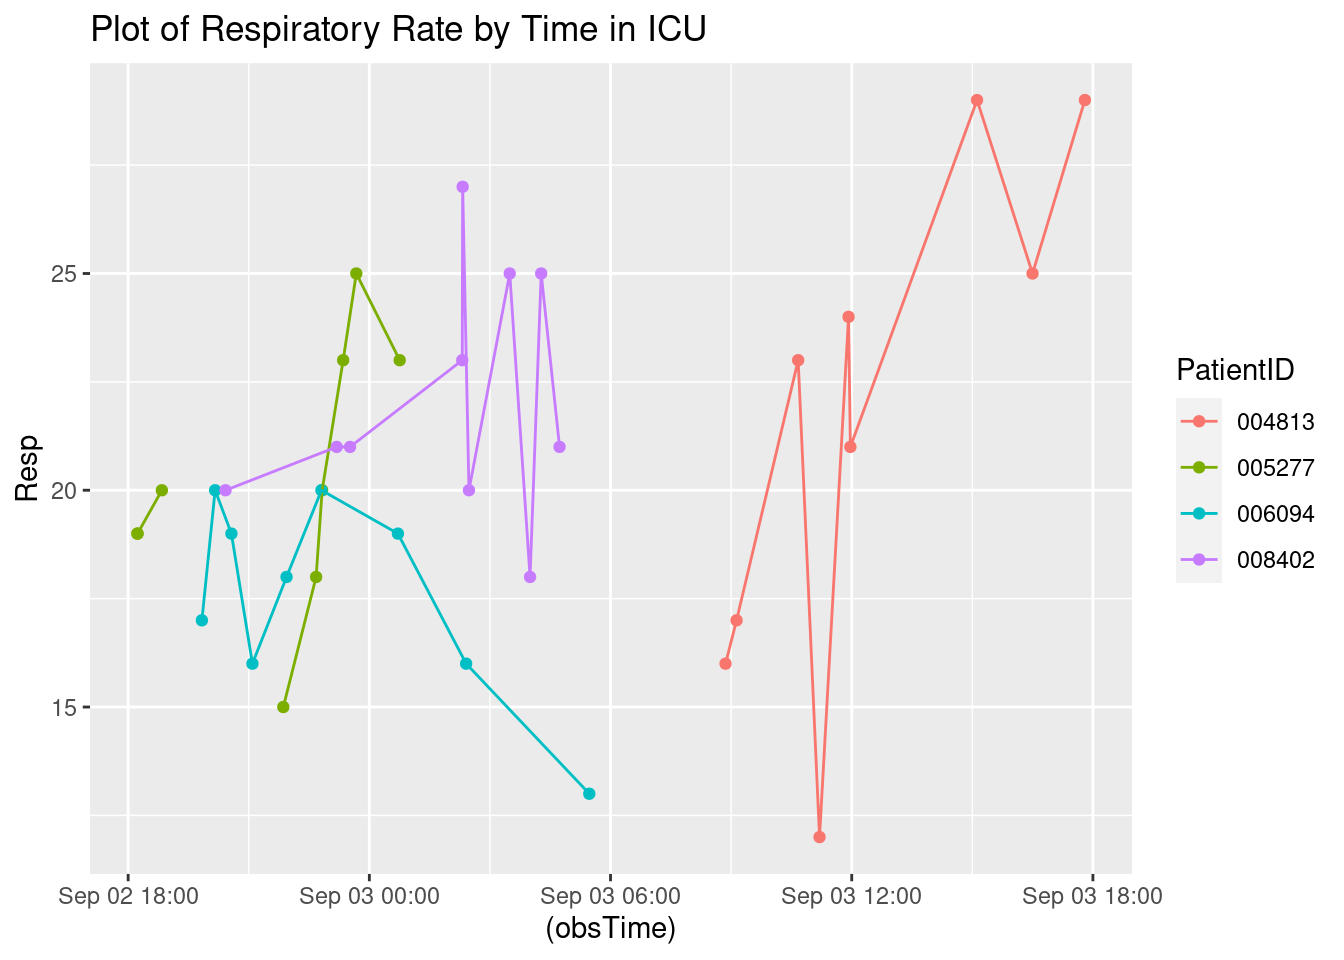 Plot of Respiratory Rate by Time in ICU
Resp
25
20
15
Sep 02 18:00 Sep 03 00:00 Sep 03 06:00 Sep 03 12:00 Sep 03 18:00
(obsTime)
PatientID
004813
005277
006094
008402